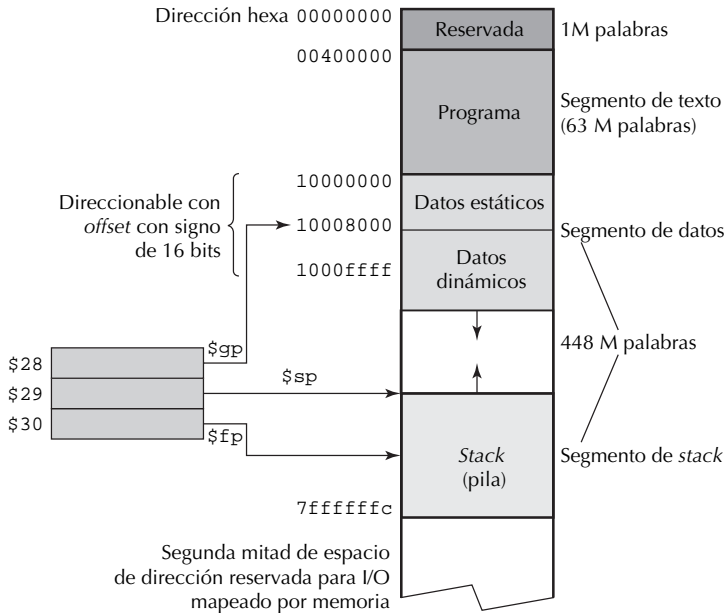 Dirección hexa 00000000
Reservada
1M palabras
00400000
Programa
Segmento de texto
(63 M palabras)
10000000
Direccionable con
offset con signo
de 16 bits
Datos estáticos
10008000
Segmento de datos
Datos
dinámicos
1000ffff
448 M palabras
$28
$gp
$29
$sp
$30
$fp
Stack
(pila)
Segmento de stack
7ffffffc
Segunda mitad de espacio
de dirección reservada para I/O
mapeado por memoria